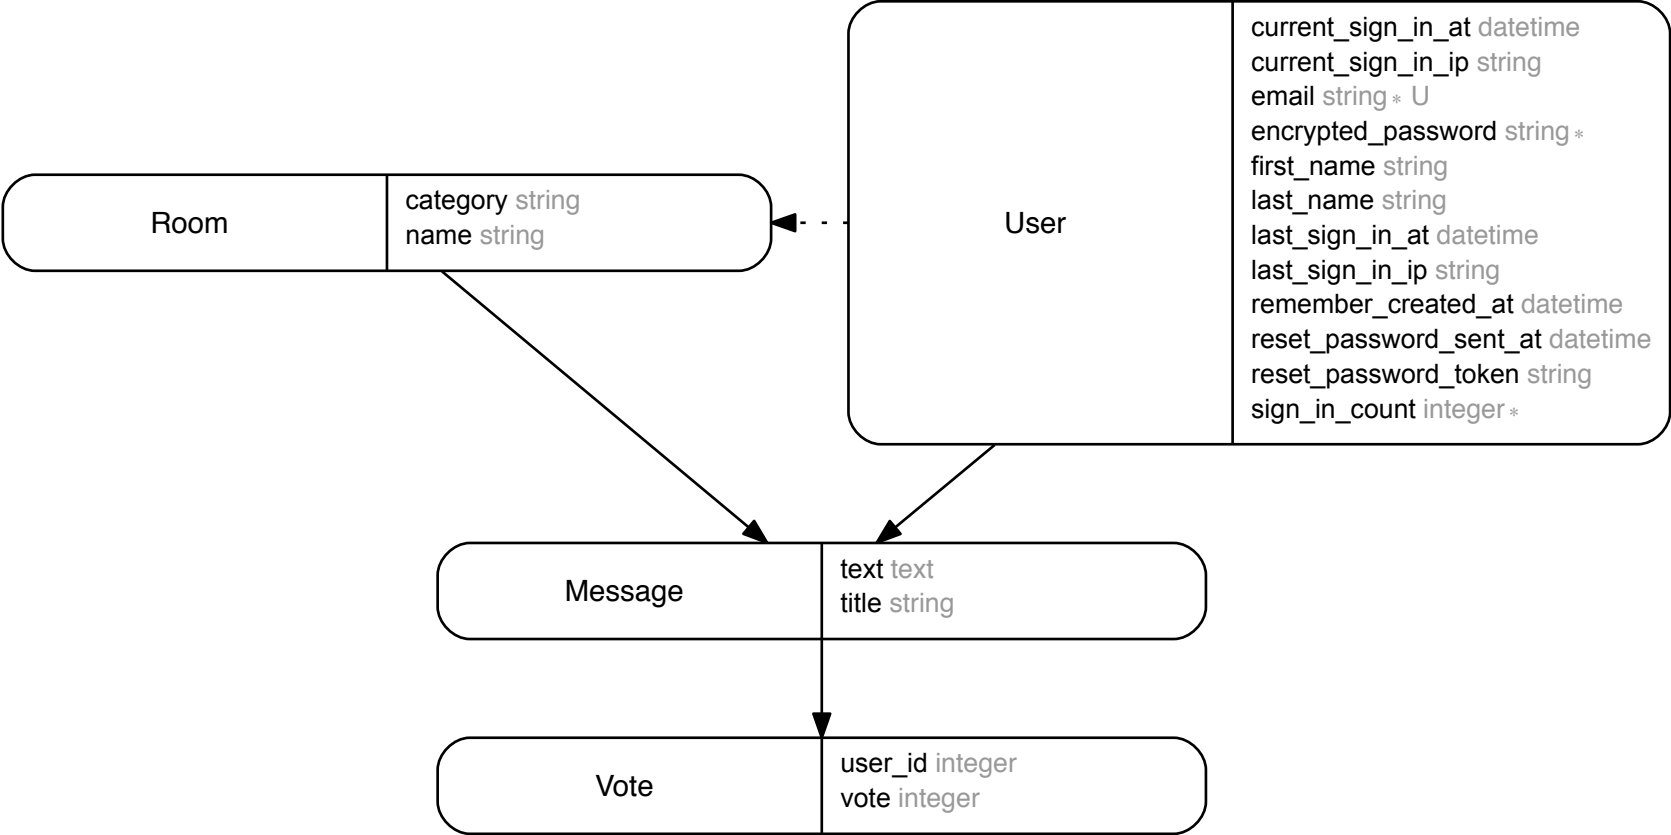 Room
category string
name string
User
current_sign_in_at datetime
current_sign_in_ip string
email string* U
encrypted_password string*
first_name string
last_name string
last_sign_in_at datetime
last_sign_in_ip string
remember_created_at datetime
reset_password_sent_at datetime
reset_password_token string
sign_in_count integer*
Message
text text
title string
Vote
user_id integer
vote integer